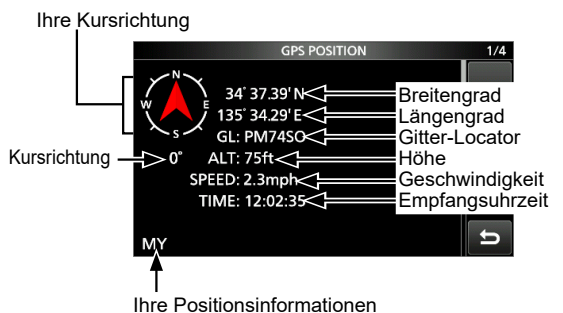 Ihre Kursrichtung
GPS POSITION 1/4
N
W E
S
34° 37.39' N Breitengrad
135° 34.29' E Längengrad
GL: PM74SO Gitter-Locator
Kursrichtung 0° ALT: 75ft Höhe
SPEED: 2.3mph Geschwindigkeit
TIME: 12:02:35 Empfangsuhrzeit
MY
Ihre Positionsinformationen